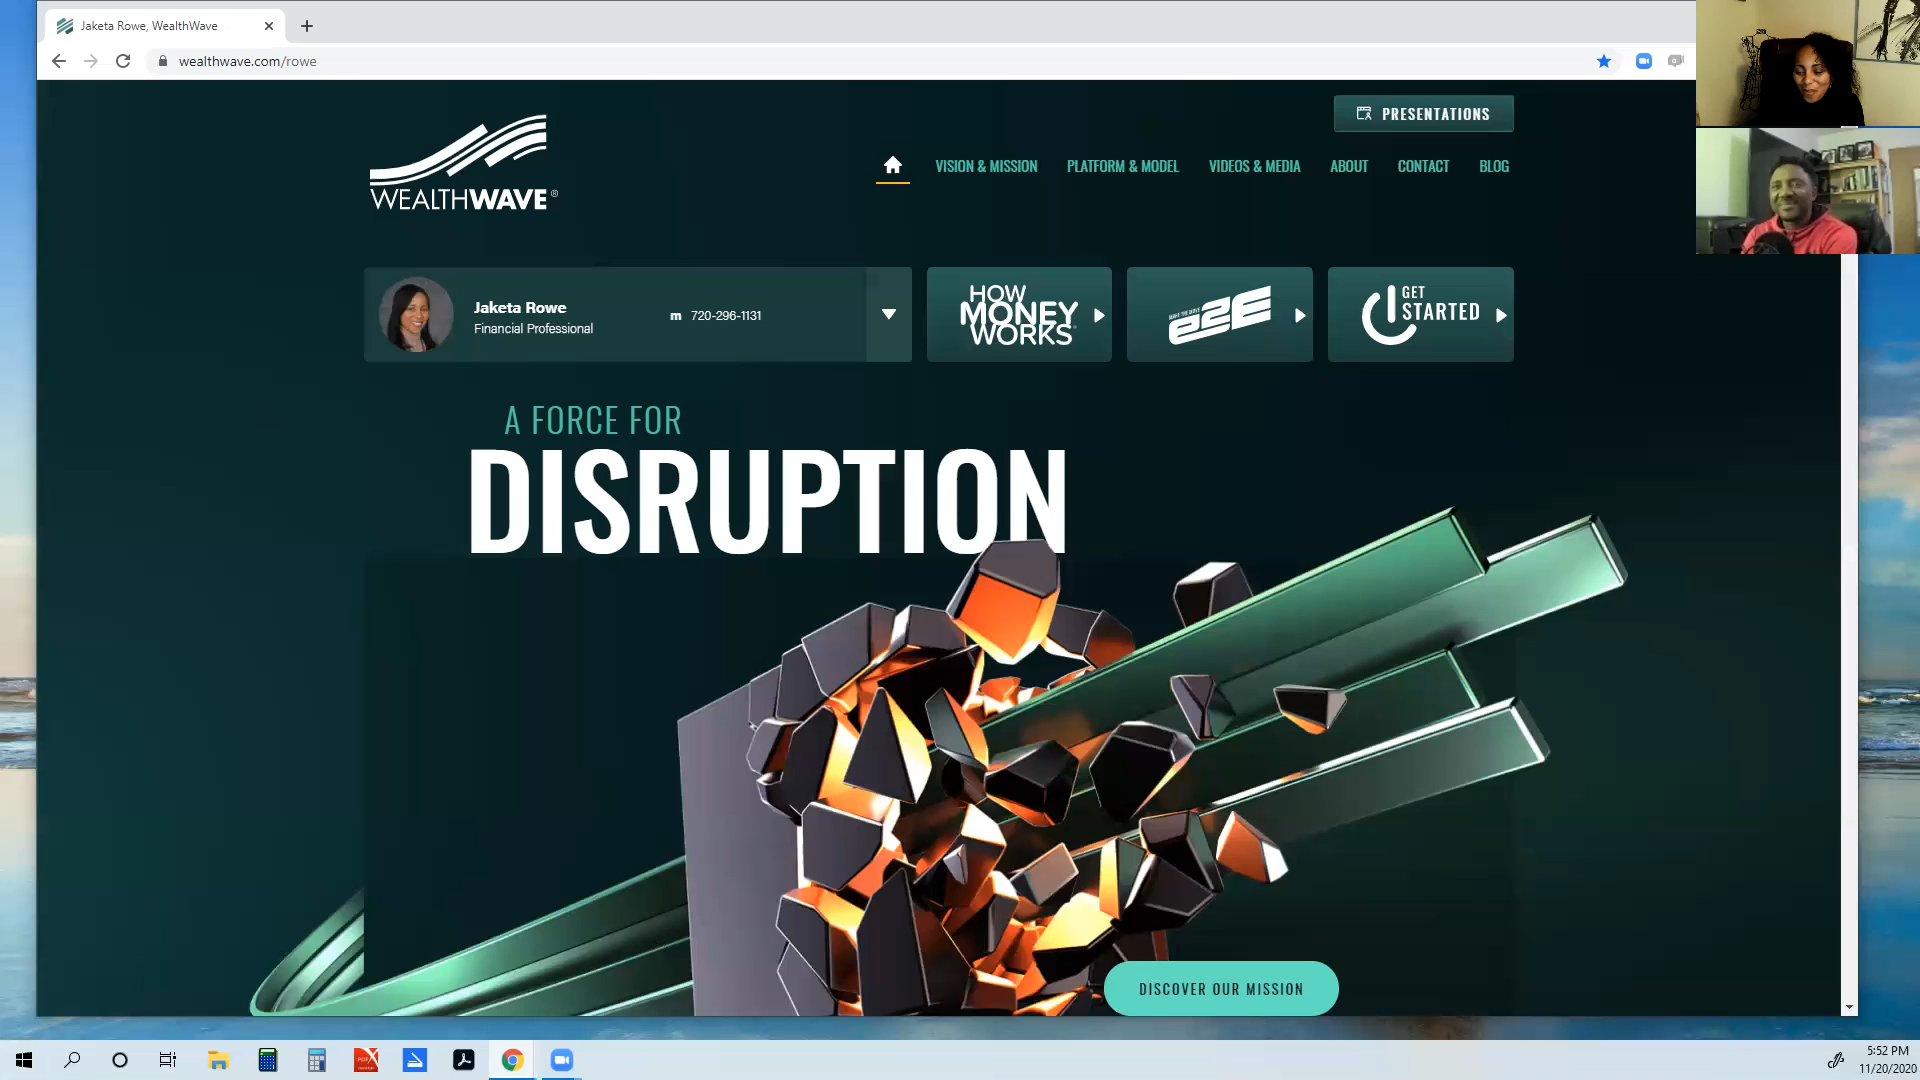 Jaketa Rowe, WealthWave
wealthwave.com/rowe
PRESENTATIONS
WEALTHWAVE®
VISION & MISSION
PLATFORM & MODEL
VIDEOS & MEDIA
ABOUT
CONTACT
BLOG
Jaketa Rowe
Financial Professional
m 720-296-1131
HOW
MONEY
WORKS
e2E
GET
STARTED
A FORCE FOR
DISRUPTION
DISCOVER OUR MISSION
5:52 PM
11/20/2020